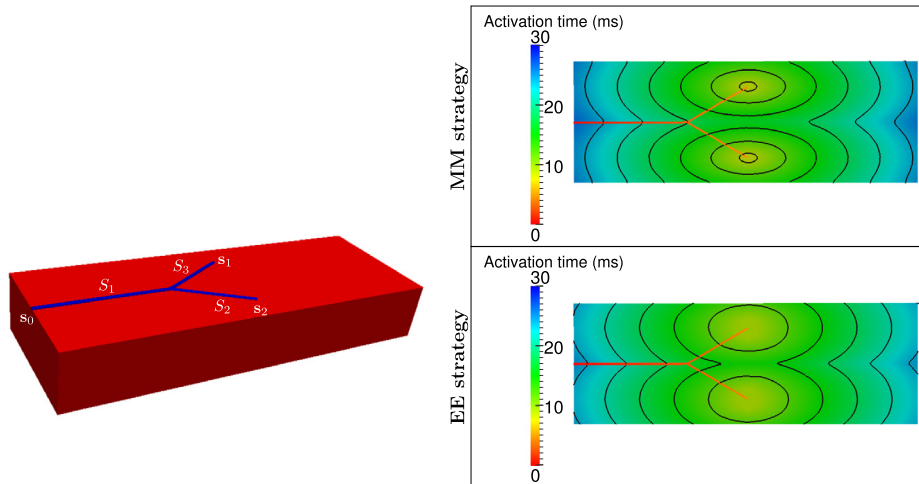 S₁
S₃
s₁
S₂
s₂
s₀
MM strategy
Activation time (ms)
30
20
10
0
EE strategy
Activation time (ms)
30
20
10
0